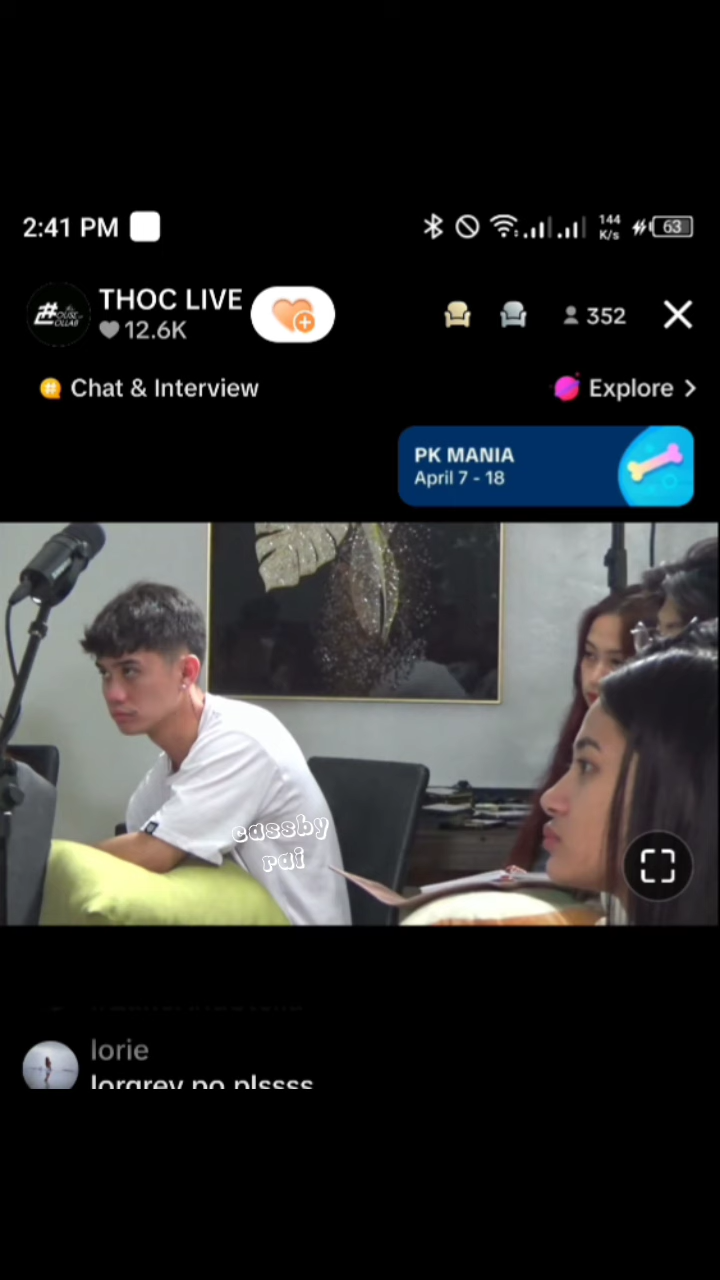 2:41 PM
144
K/s
63
THOC LIVE
12.6K
352
Chat & Interview
Explore
PK MANIA
April 7 - 18
cassby
rai
lorie
lorgrey po plssss